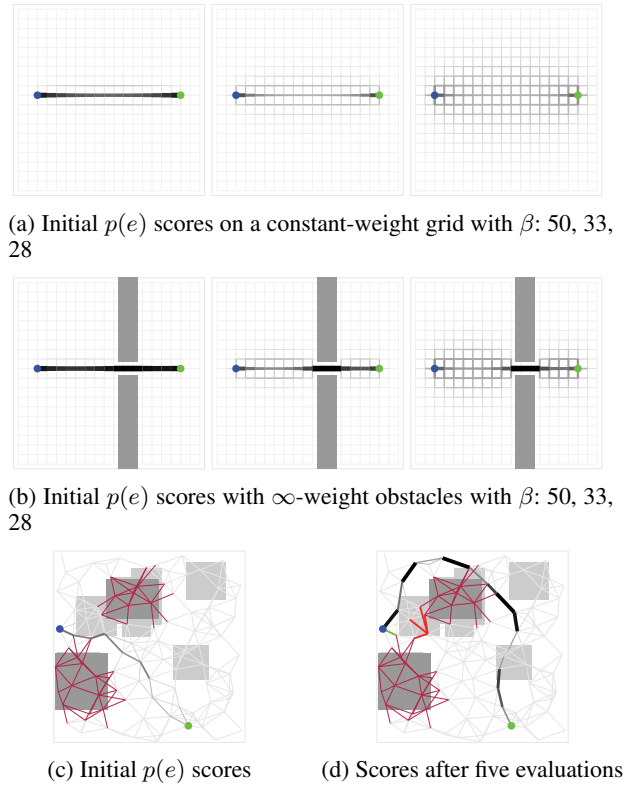 (a) Initial p(e) scores on a constant-weight grid with β: 50, 33,
28
(b) Initial p(e) scores with ∞-weight obstacles with β: 50, 33,
28
(c) Initial p(e) scores
(d) Scores after five evaluations